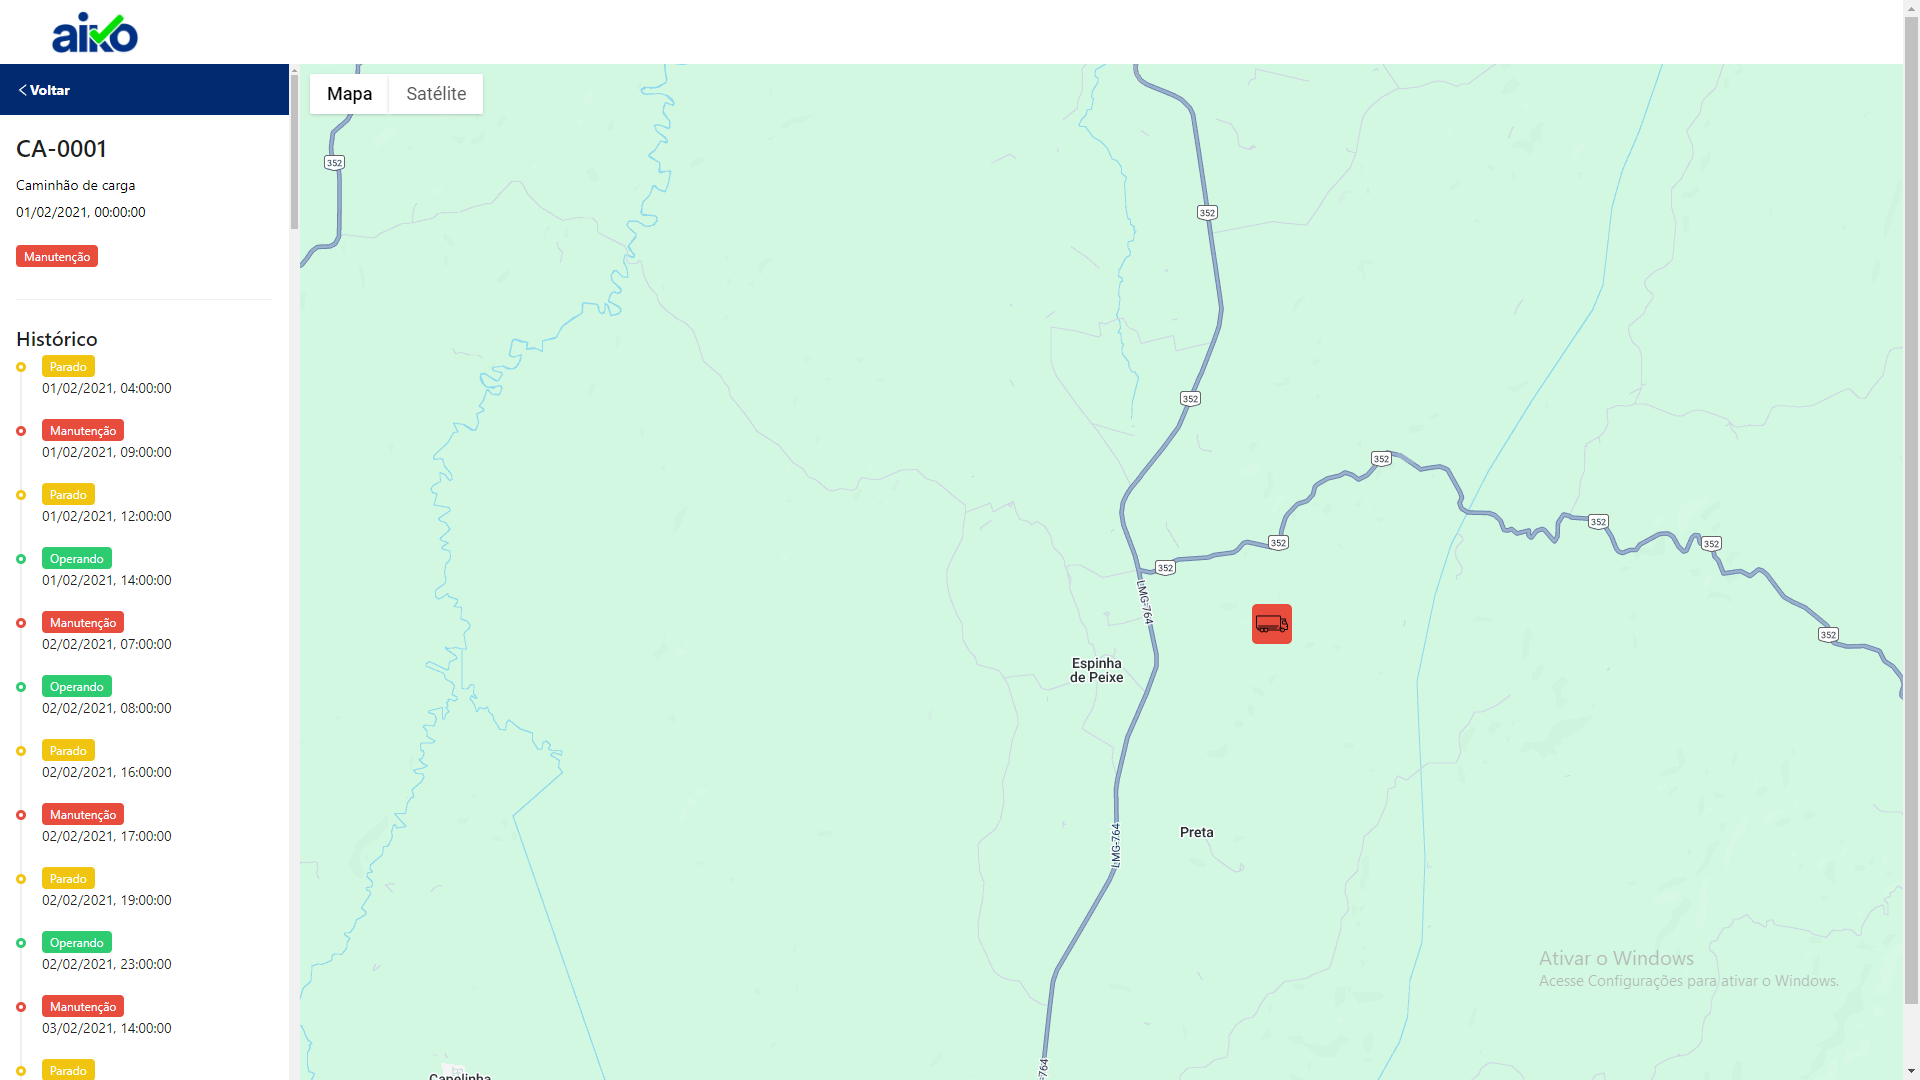 aiko
Voltar
CA-0001
Caminhão de carga
01/02/2021, 00:00:00
Manutenção
Histórico
Parado
01/02/2021, 04:00:00
Manutenção
01/02/2021, 09:00:00
Parado
01/02/2021, 12:00:00
Operando
01/02/2021, 14:00:00
Manutenção
02/02/2021, 07:00:00
Operando
02/02/2021, 08:00:00
Parado
02/02/2021, 16:00:00
Manutenção
02/02/2021, 17:00:00
Parado
02/02/2021, 19:00:00
Operando
02/02/2021, 23:00:00
Manutenção
03/02/2021, 14:00:00
Parado
Mapa Satélite
352
352
352
352
352
352
352
352
352
LMG-764
Espinha
de Peixe
Preta
LMG-764
Ativar o Windows
Acesse Configurações para ativar o Windows.
764
Capelinha